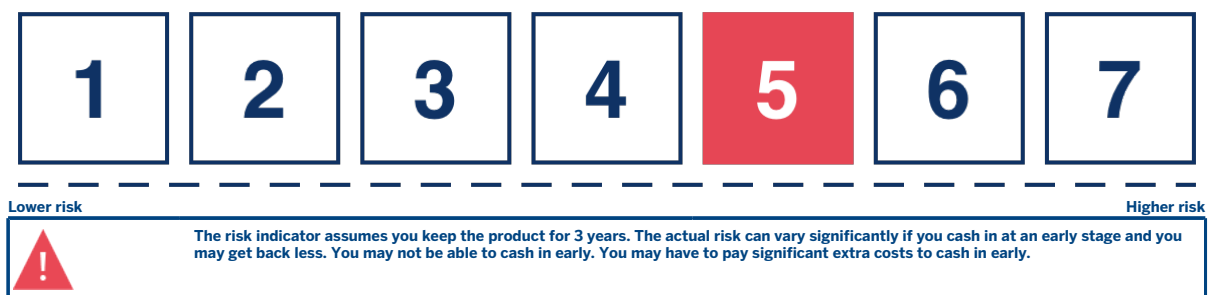 1 2 3 4 5 6 7
Lower risk Higher risk
The risk indicator assumes you keep the product for 3 years. The actual risk can vary significantly if you cash in at an early stage and you
may get back less. You may not be able to cash in early. You may have to pay significant extra costs to cash in early.
!